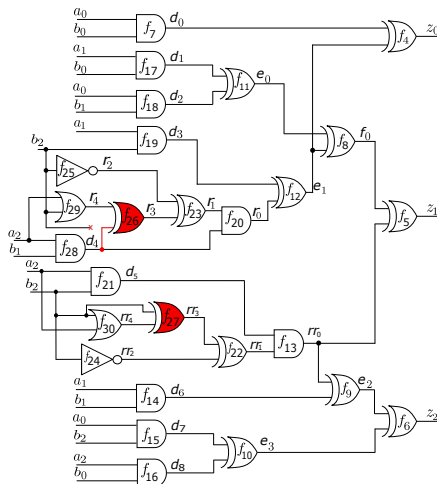 a₀ d₀ z₀
b₀ f₇ f₄
a₁ d₁
b₀ f₁₇ e₀
f₁₁
a₀ d₂
b₁ f₁₈
a₁ d₃ f₈ f₀
b₂ f₁₉
r₂ f₁₂ e₁
f₂₅
r₄ r₃ r₁ r₀ f₅ z₁
f₂₉ f₂₆ f₂₃ f₂₀
a₂ d₄
b₁ f₂₈
a₂ d₅
b₂ f₂₁
rr₃ rr₀
f₃₀ rr₄ f₂₇ f₁₃
f₂₄ rr₂ f₂₂ rr₁
a₁ d₆ f₉ e₂
b₁ f₁₄
a₀ d₇ z₂
b₂ f₁₅ e₃ f₆
a₂ d₈ f₁₀
b₀ f₁₆